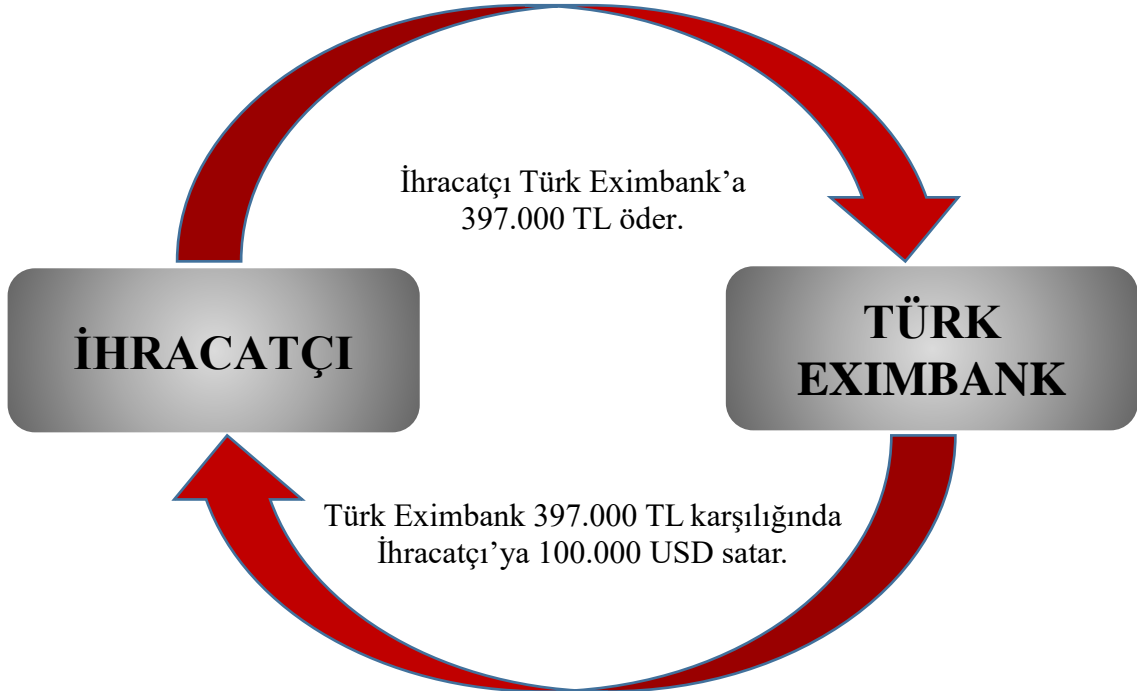 İhracatçı Türk Eximbank’a
397.000 TL öder.
İHRACATÇI
TÜRK
EXIMBANK
Türk Eximbank 397.000 TL karşılığında
İhracatçı’ya 100.000 USD satar.